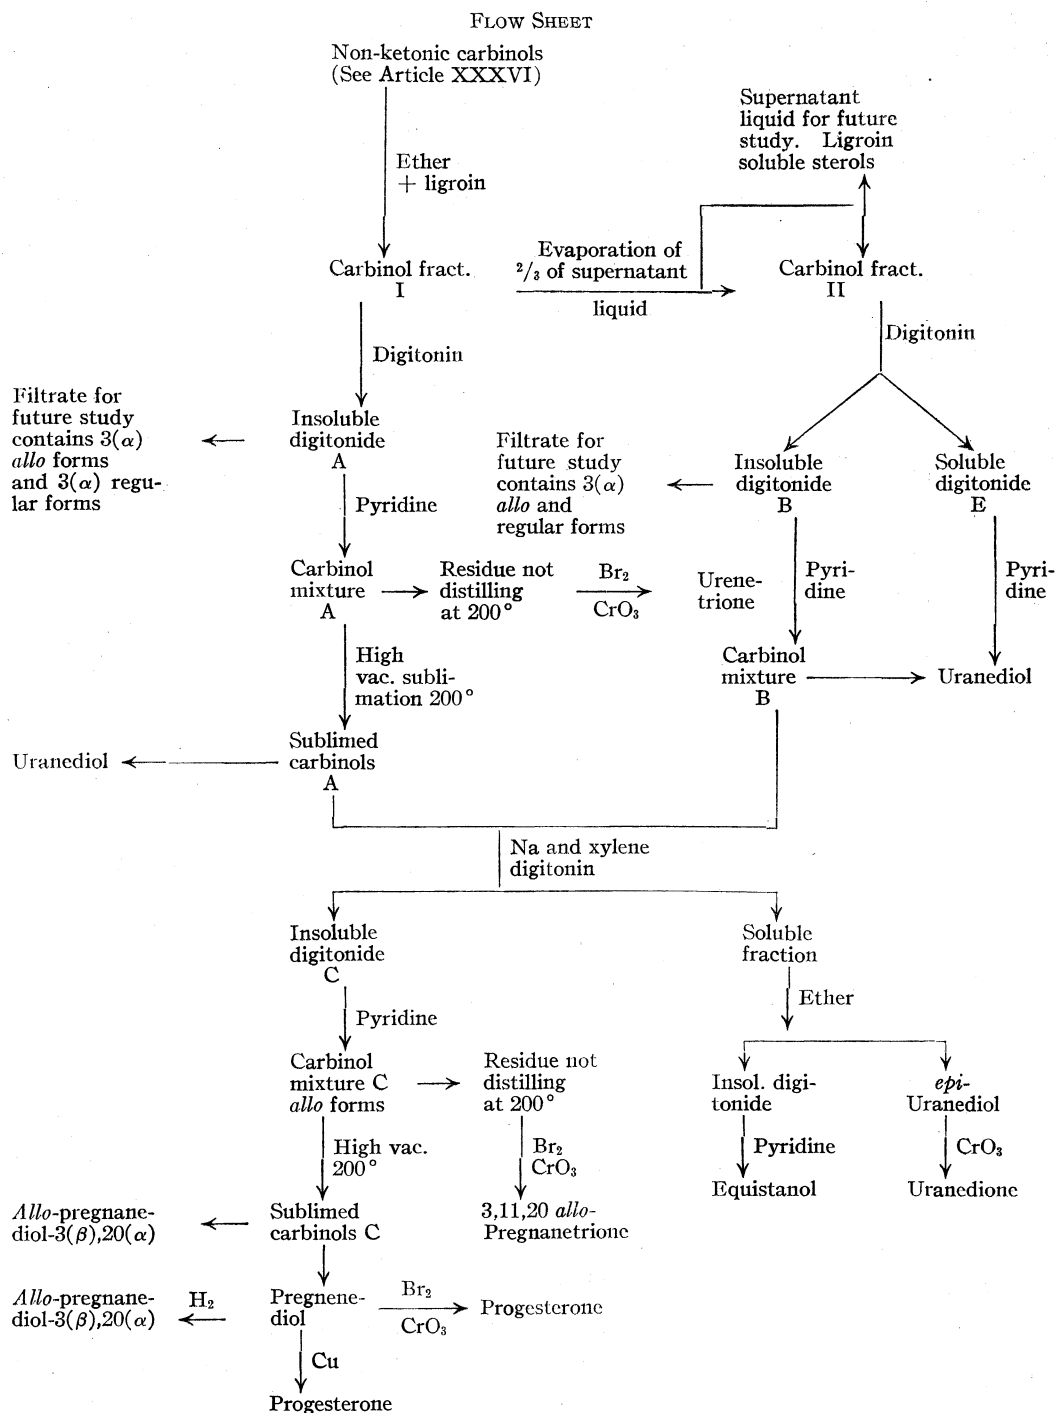 FLOW SHEET
Non-ketonic carbinols
(See Article XXXVI)
Ether
+ ligroin
Supernatant
liquid for future
study. Ligroin
soluble sterols
Carbinol fract.
I
Evaporation of
2/3 of supernatant
liquid
Carbinol fract.
II
Digitonin
Digitonin
Filtrate for
future study
contains 3(α)
allo forms
and 3(α) regu-
lar forms
Insoluble
digitonide
A
Filtrate for
future study
contains 3(α)
allo and
regular forms
Insoluble
digitonide
B
Soluble
digitonide
E
Pyridine
Carbinol
mixture
A
Residue not
distilling
at 200°
Br2
CrO3
Urene-
trione
Pyri-
dine
Pyri-
dine
High
vac. subli-
mation 200°
Carbinol
mixture
B
Uranediol
Uranediol
Sublimed
carbinols
A
Na and xylene
digitonin
Insoluble
digitonide
C
Soluble
fraction
Pyridine
Ether
Carbinol
mixture C
allo forms
Residue not
distilling
at 200°
Insol. digi-
tonide
epi-
Uranediol
High vac.
200°
Br2
CrO3
Pyridine
CrO3
Allo-pregnane-
diol-3(β),20(α)
Sublimed
carbinols C
3,11,20 allo-
Pregnanetrione
Equistanol
Uranedione
Allo-pregnane-
diol-3(β),20(α)
H2
Pregnene-
diol
Br2
CrO3
Progesterone
Cu
Progesterone